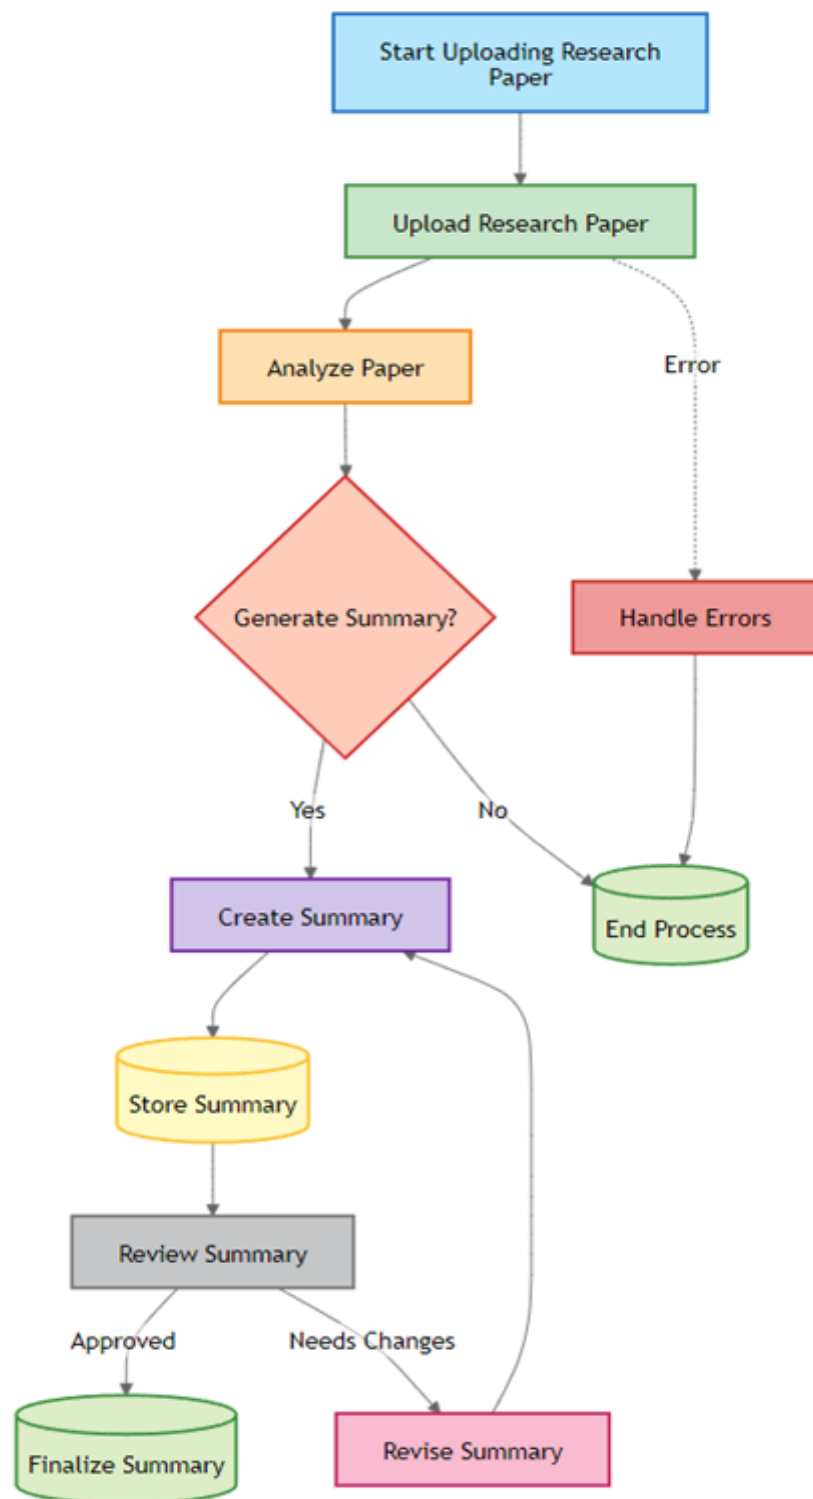 Start Uploading Research
Paper
Upload Research Paper
Analyze Paper
Error
Generate Summary?
Handle Errors
Yes
No
Create Summary
End Process
Store Summary
Review Summary
Approved
Needs Changes
Finalize Summary
Revise Summary